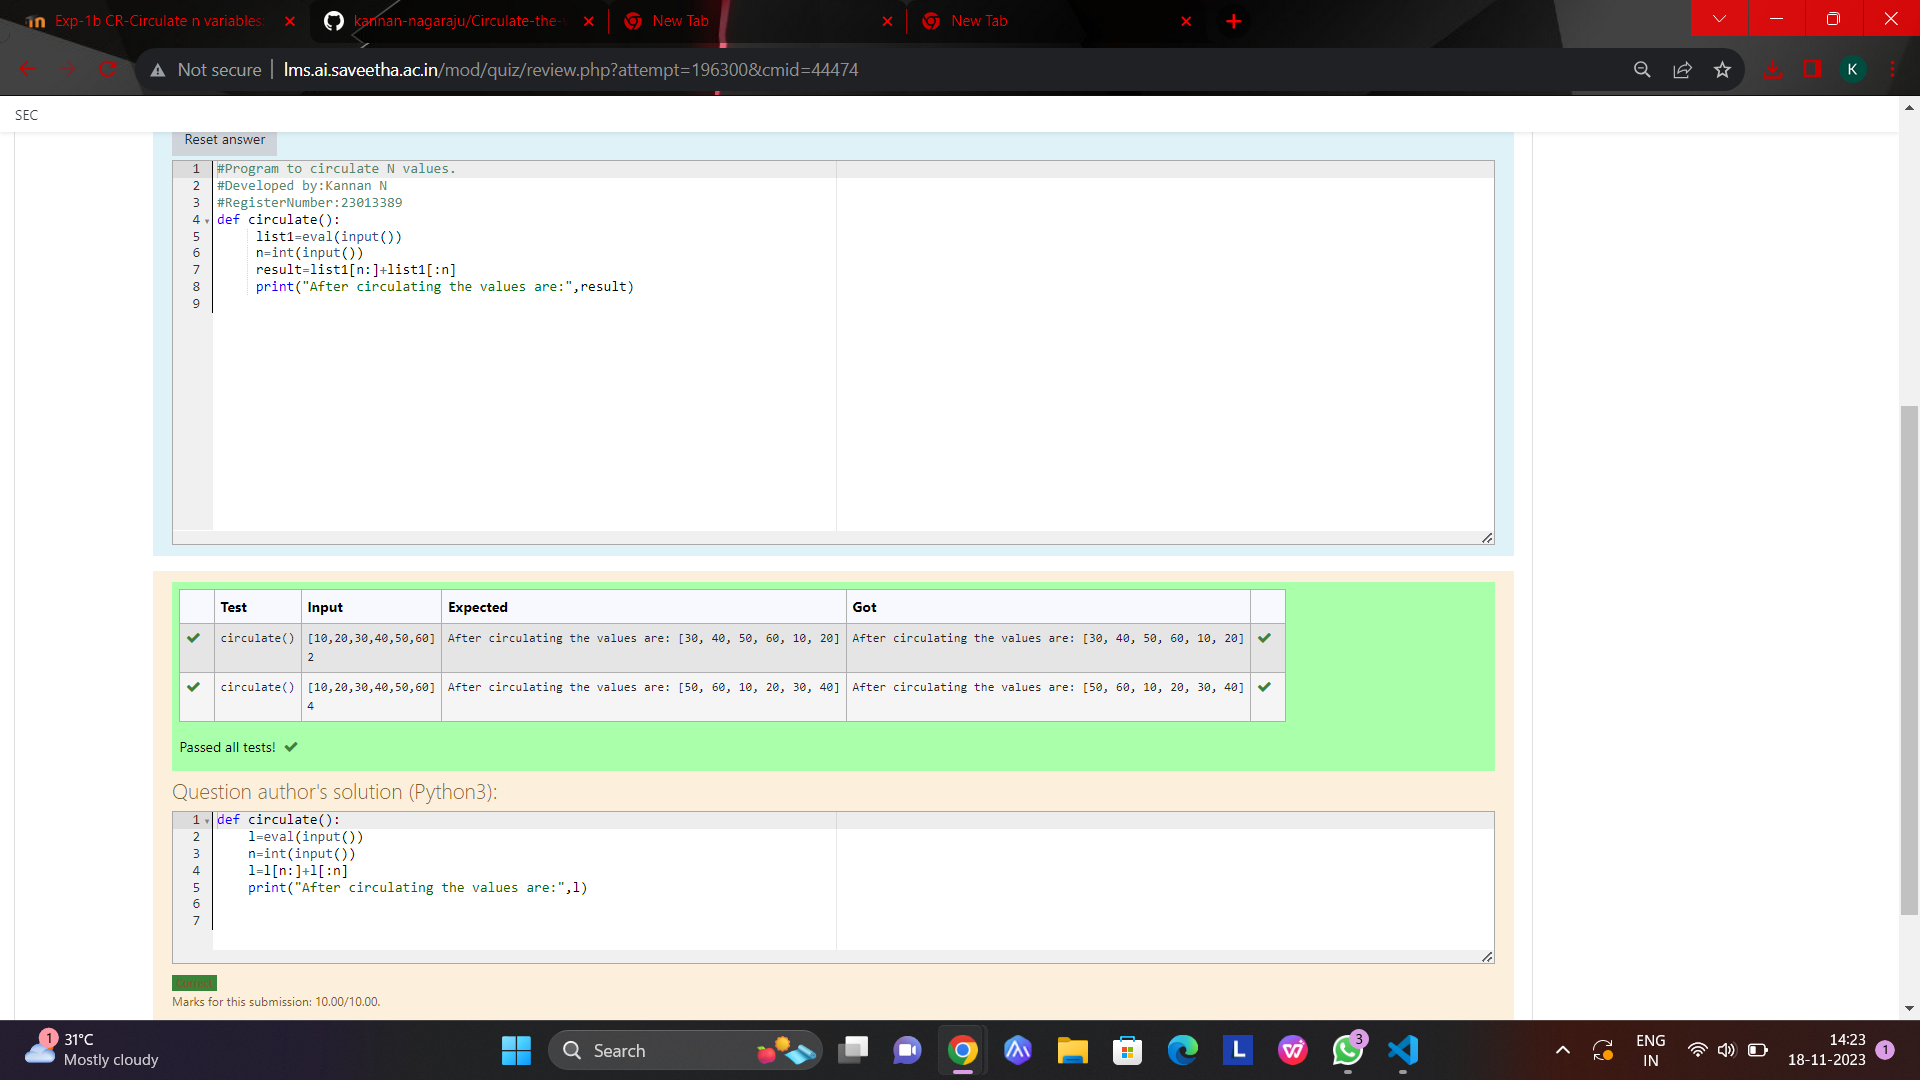 Exp-1b CR-Circulate n variables:
kannan-nagaraju/Circulate-the-
New Tab
New Tab
Not secure
lms.ai.saveetha.ac.in/mod/quiz/review.php?attempt=196300&cmid=44474
K
SEC
Reset answer
1 #Program to circulate N values.
2 #Developed by:Kannan N
3 #RegisterNumber:23013389
4 def circulate():
5 list1=eval(input())
6 n=int(input())
7 result=list1[n:]+list1[:n]
8 print("After circulating the values are:",result)
9
Test Input Expected Got
circulate() [10,20,30,40,50,60] After circulating the values are: [30, 40, 50, 60, 10, 20] After circulating the values are: [30, 40, 50, 60, 10, 20]
2
circulate() [10,20,30,40,50,60] After circulating the values are: [50, 60, 10, 20, 30, 40] After circulating the values are: [50, 60, 10, 20, 30, 40]
4
Passed all tests!
Question author's solution (Python3):
1 def circulate():
2 l=eval(input())
3 n=int(input())
4 l=l[n:]+l[:n]
5 print("After circulating the values are:",l)
6
7
Correct
Marks for this submission: 10.00/10.00.
1
31°C
Mostly cloudy
Search
L
3
ENG
IN
14:23
18-11-2023
1